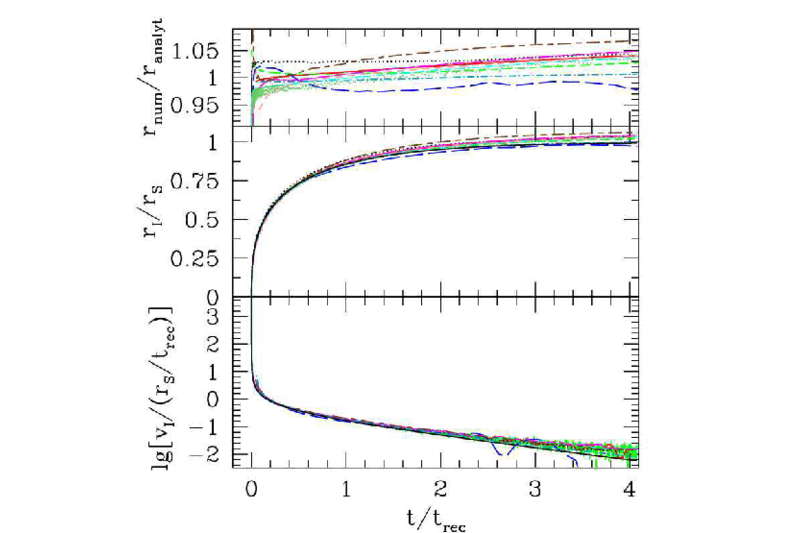 r_num/r_analyt
1.05
1
0.95
r_I/r_S
1
0.75
0.5
0.25
0
lg[v_I/(r_S/t_rec)]
3
2
1
0
−1
−2
0 1 2 3 4
t/t_rec